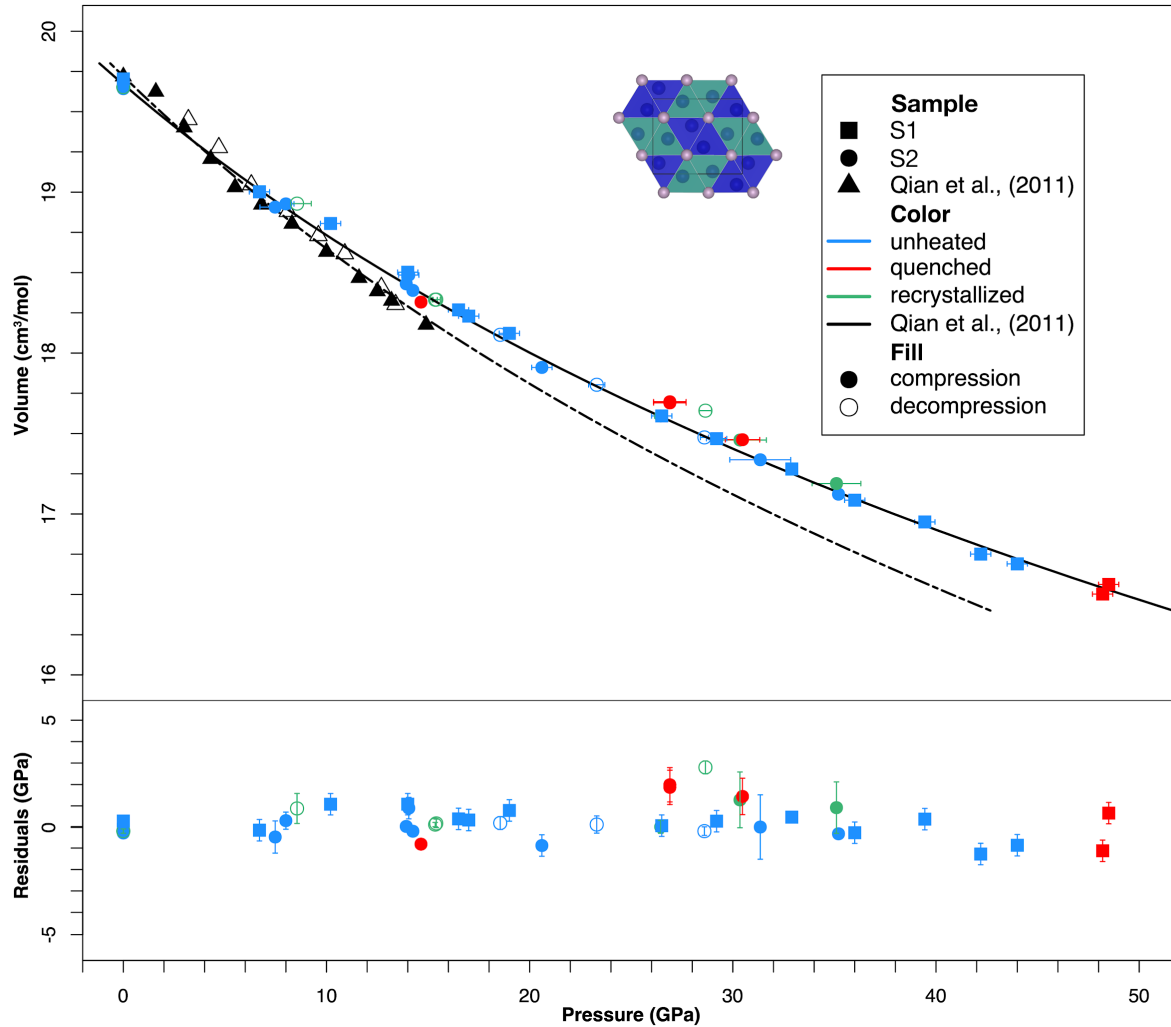 20
19
18
17
16
Volume (cm³/mol)
Sample
S1
S2
Qian et al., (2011)
Color
unheated
quenched
recrystallized
Qian et al., (2011)
Fill
compression
decompression
5
0
-5
Residuals (GPa)
0 10 20 30 40 50
Pressure (GPa)